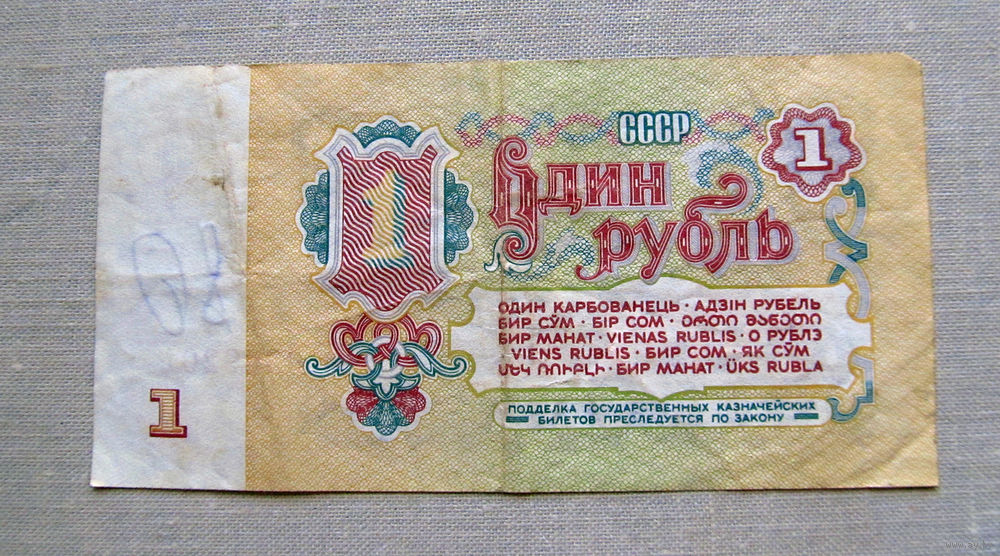 СССР
1
1
Один
рубль
ОДИН КАРБОВАНЕЦЬ · АДЗІН РУБЕЛЬ
БИР СЎМ · БІР СОМ · ᲔᲠᲗᲘ ᲛᲐᲜᲔᲗᲘ
БИР МАНАТ · VIENAS RUBLIS · О РУБЛЭ
VIENS RUBLIS · БИР СОМ · ЯК СЎМ
ՄԵԿ ՌՈՒԲԼԻ · БИР МАНАТ · ÜKS RUBLA
ПОДДЕЛКА ГОСУДАРСТВЕННЫХ КАЗНАЧЕЙСКИХ
БИЛЕТОВ ПРЕСЛЕДУЕТСЯ ПО ЗАКОНУ
1